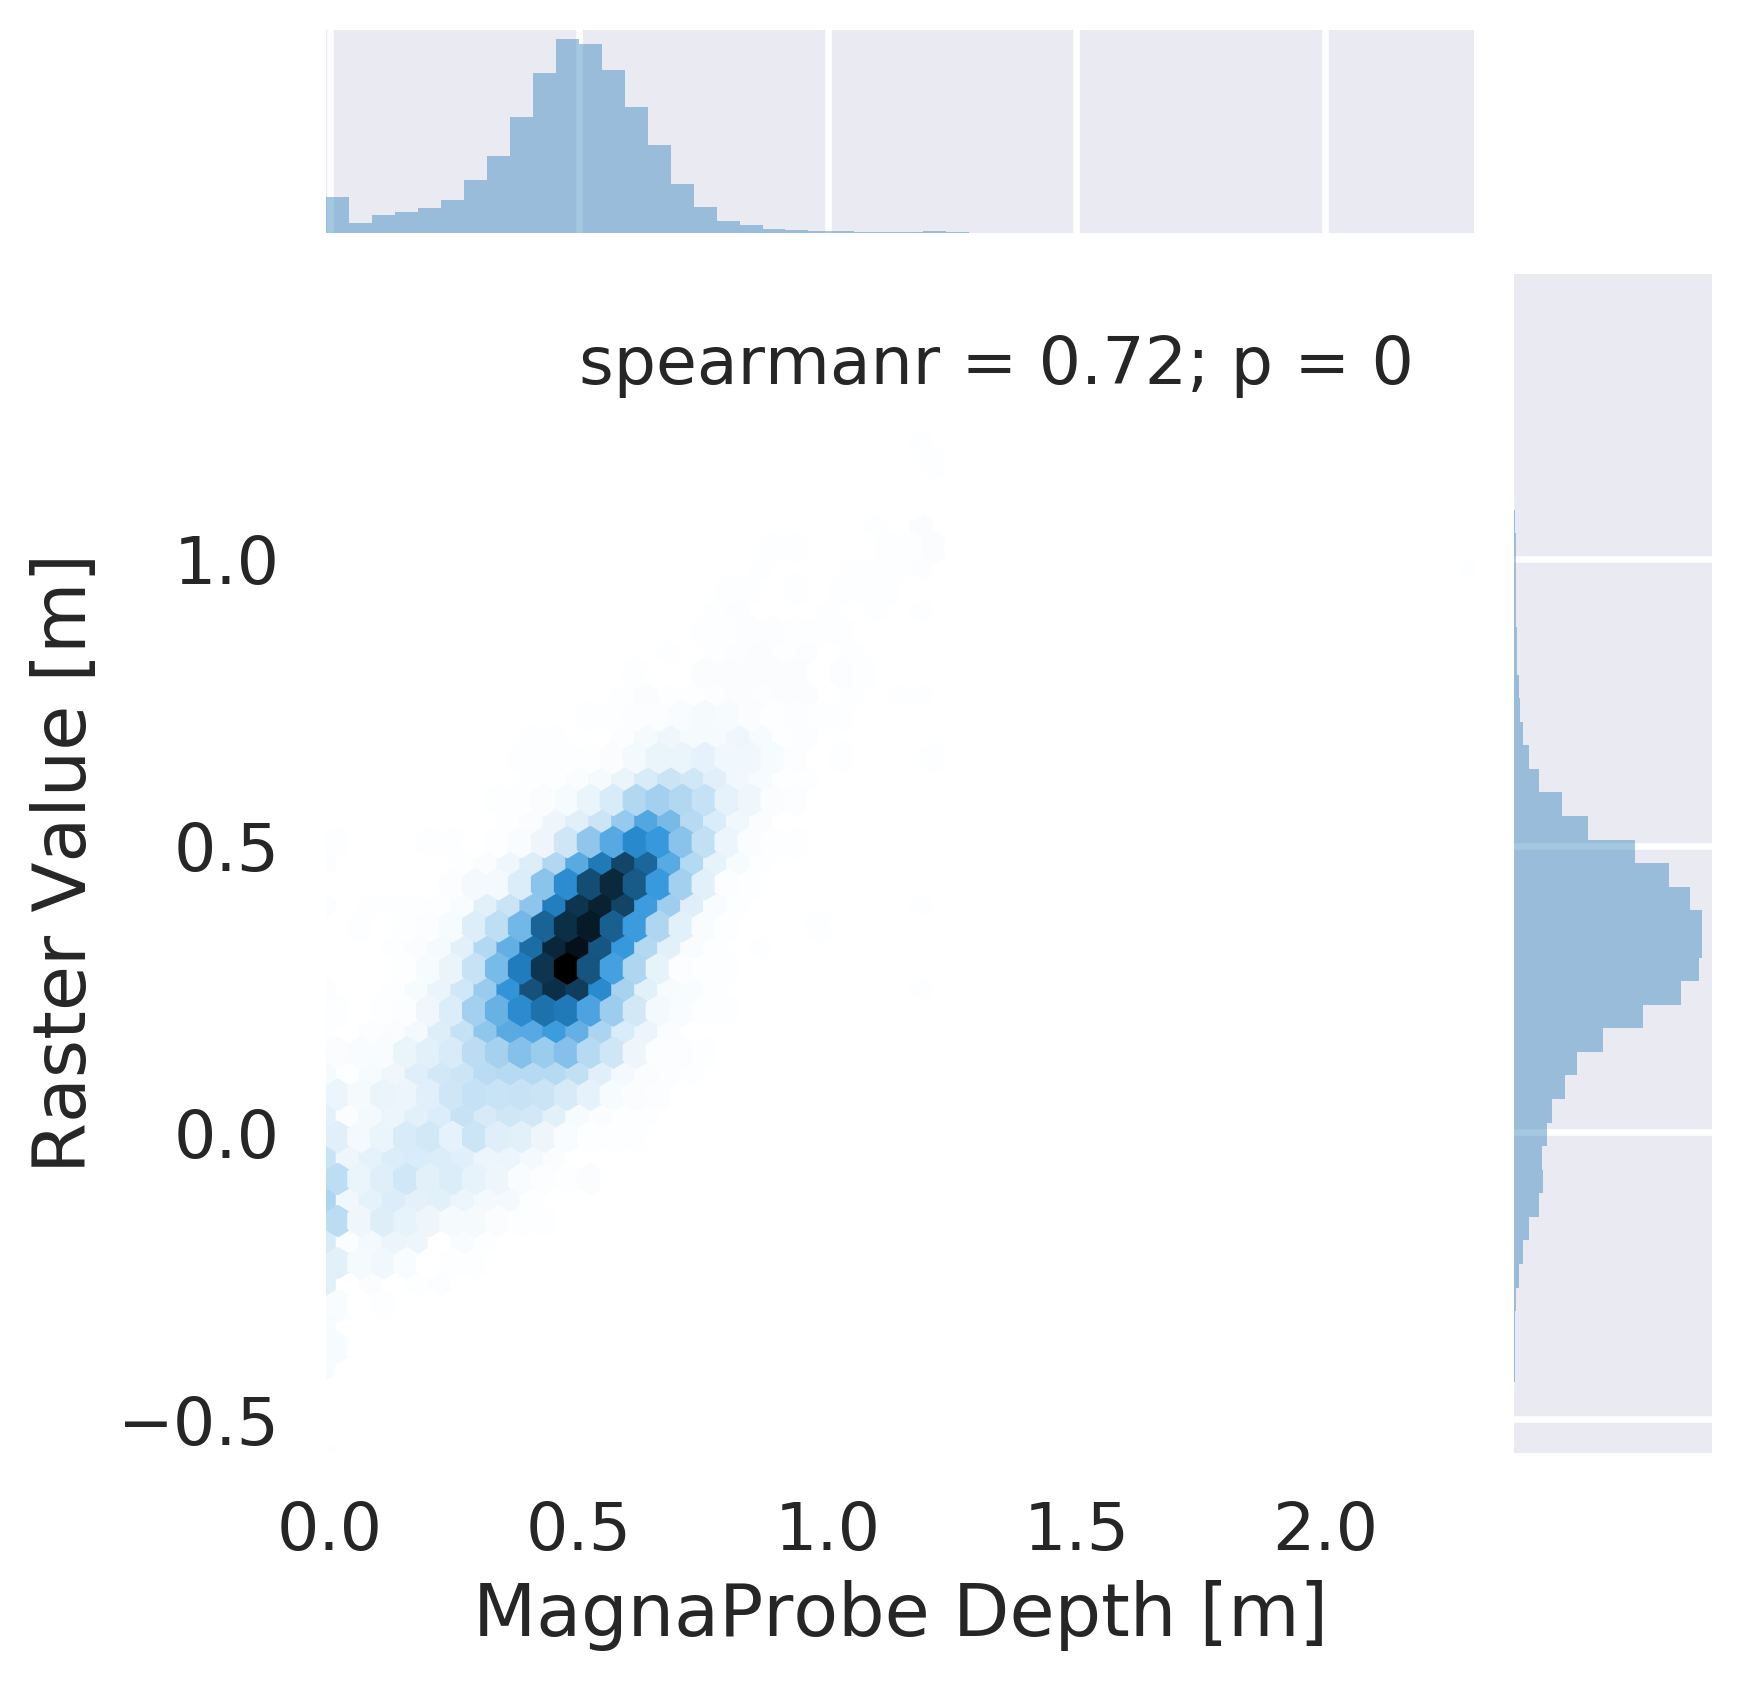 spearmanr = 0.72; p = 0
Raster Value [m]
1.0
0.5
0.0
−0.5
0.0 0.5 1.0 1.5 2.0
MagnaProbe Depth [m]